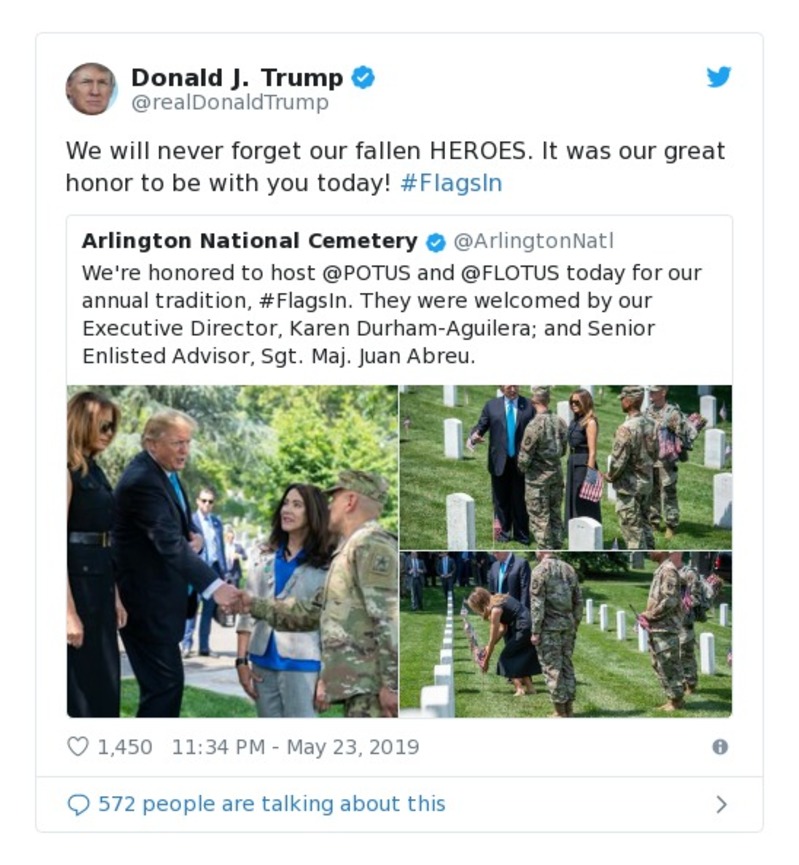 Donald J. Trump
@realDonaldTrump
We will never forget our fallen HEROES. It was our great
honor to be with you today! #FlagsIn
Arlington National Cemetery @ArlingtonNatl
We're honored to host @POTUS and @FLOTUS today for our
annual tradition, #FlagsIn. They were welcomed by our
Executive Director, Karen Durham-Aguilera; and Senior
Enlisted Advisor, Sgt. Maj. Juan Abreu.
1,450 11:34 PM - May 23, 2019
572 people are talking about this